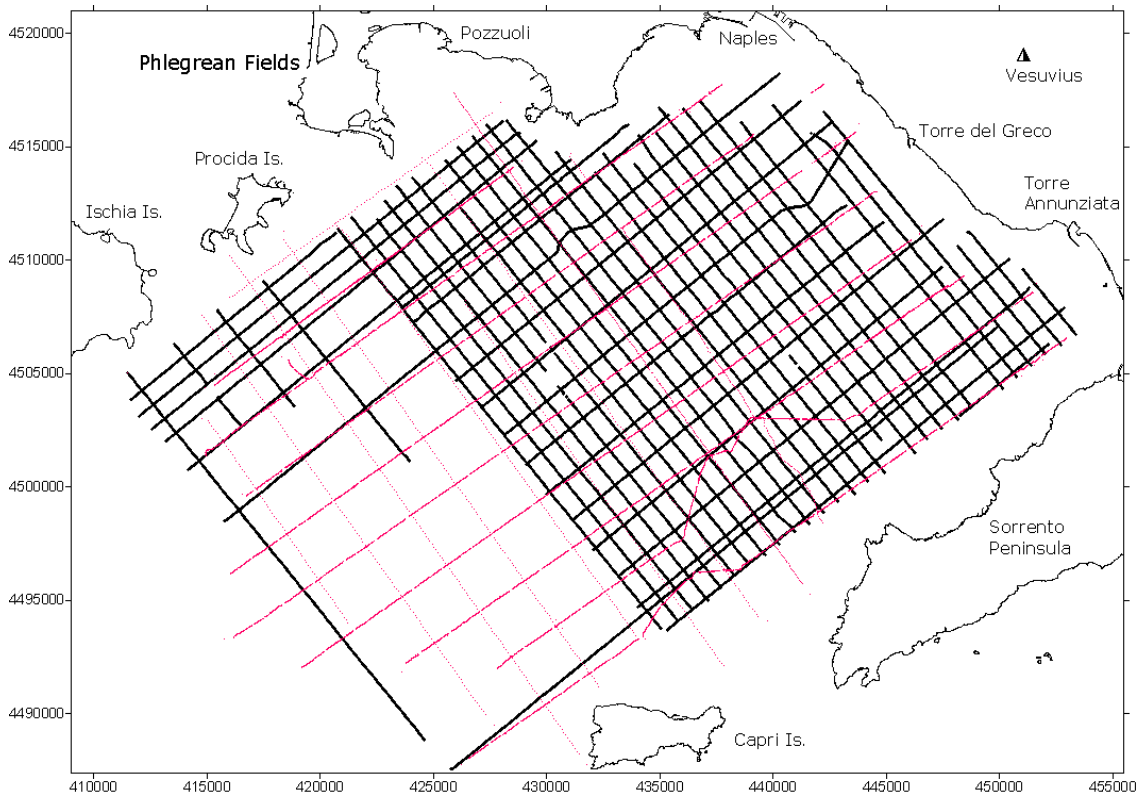 4520000
Pozzuoli
Naples
Phlegrean Fields
Vesuvius
4515000
Torre del Greco
Procida Is.
Torre
Annunziata
Ischia Is.
4510000
4505000
4500000
Sorrento
Peninsula
4495000
4490000
Capri Is.
410000 415000 420000 425000 430000 435000 440000 445000 450000 455000